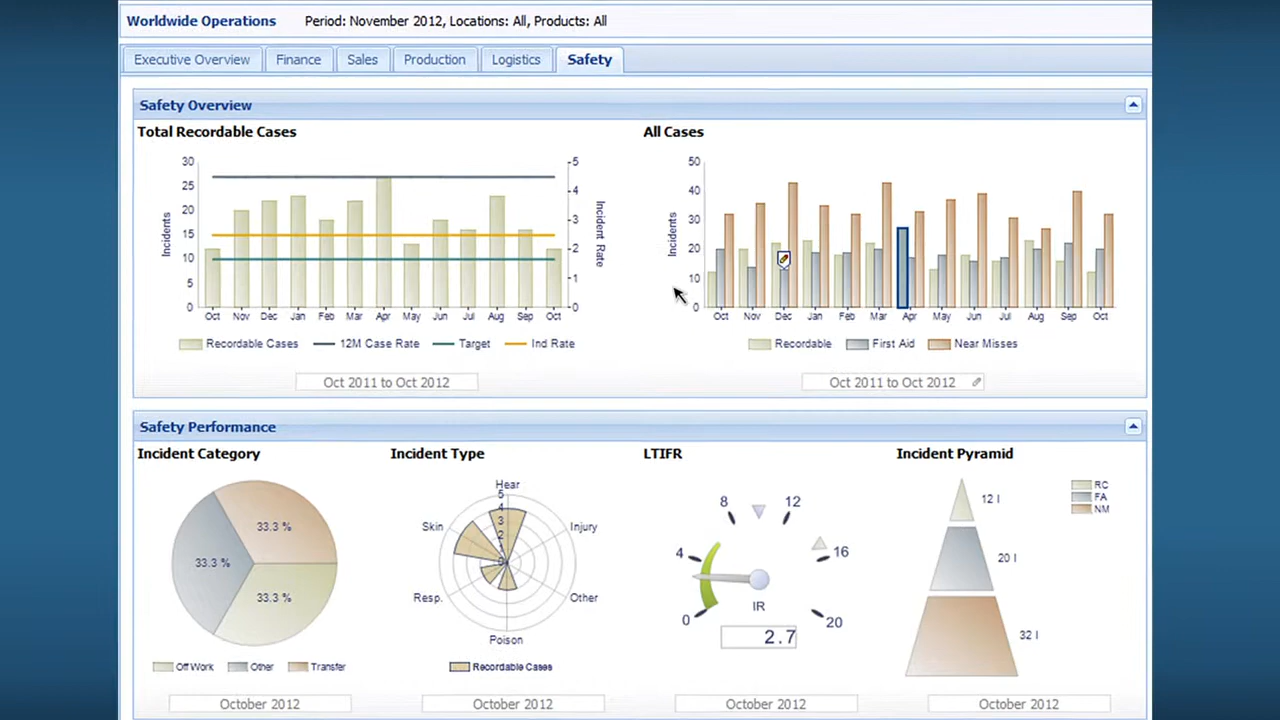 Worldwide Operations Period: November 2012, Locations: All, Products: All
Executive Overview Finance Sales Production Logistics Safety
Safety Overview
Total Recordable Cases
30
25
20
15
10
5
0
Incidents
5
4
3
2
1
0
Incident Rate
Oct Nov Dec Jan Feb Mar Apr May Jun Jul Aug Sep Oct
Recordable Cases 12M Case Rate Target Ind Rate
Oct 2011 to Oct 2012
All Cases
50
40
30
20
10
0
Incidents
Oct Nov Dec Jan Feb Mar Apr May Jun Jul Aug Sep Oct
Recordable First Aid Near Misses
Oct 2011 to Oct 2012
Safety Performance
Incident Category
33.3 %
33.3 %
33.3 %
Off Work Other Transfer
October 2012
Incident Type
Hear
5
4
3
2
1
0
Skin Injury
Resp. Other
Poison
Recordable Cases
October 2012
LTIFR
8 12
4 16
0 20
IR
2.7
October 2012
Incident Pyramid
RC
FA
NM
12 I
20 I
32 I
October 2012